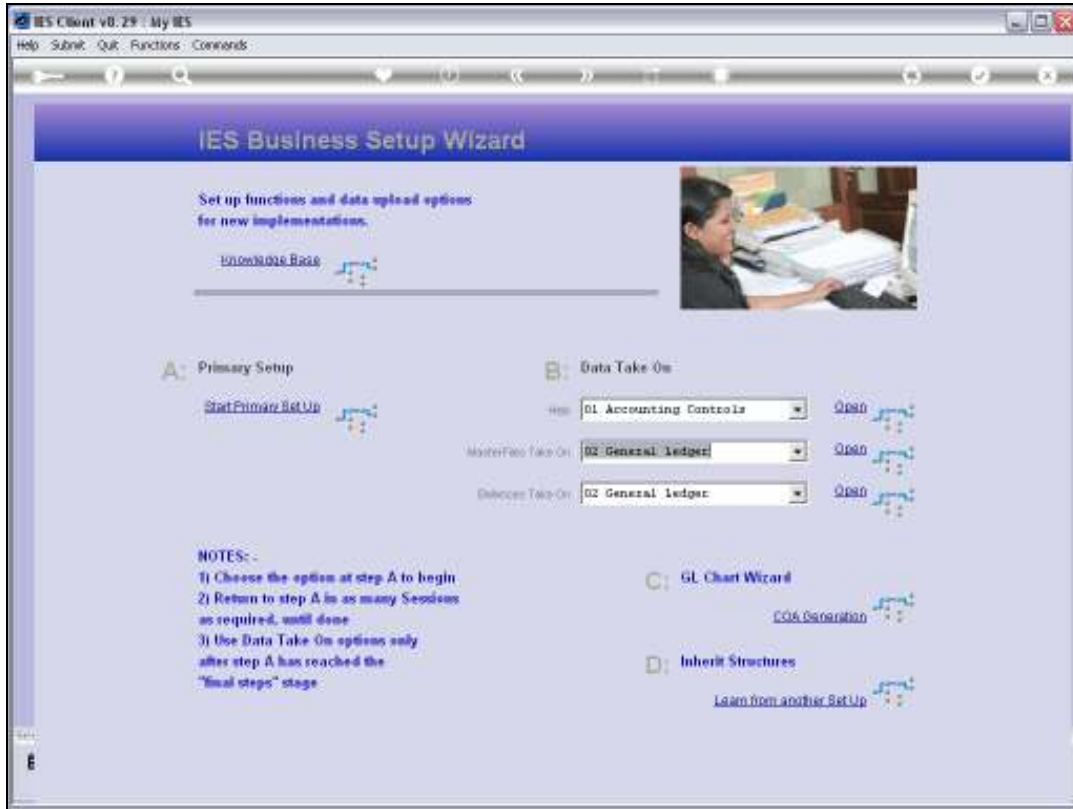 IES Client v8.29 : My IES
Help Submit Quit Functions Commands
IES Business Setup Wizard
Set up functions and data upload options
for new implementations.
Knowledge Base
A: Primary Setup
Start Primary Set Up
B: Data Take On
Help 01 Accounting Controls Open
MasterFiles Take On 02 General ledger Open
Balances Take On 02 General ledger Open
NOTES: -
1) Choose the option at step A to begin
2) Return to step A in as many Sessions
as required, until done
3) Use Data Take On options only
after step A has reached the
"final steps" stage
C: GL Chart Wizard
COA Generation
D: Inherit Structures
Learn from another Set Up